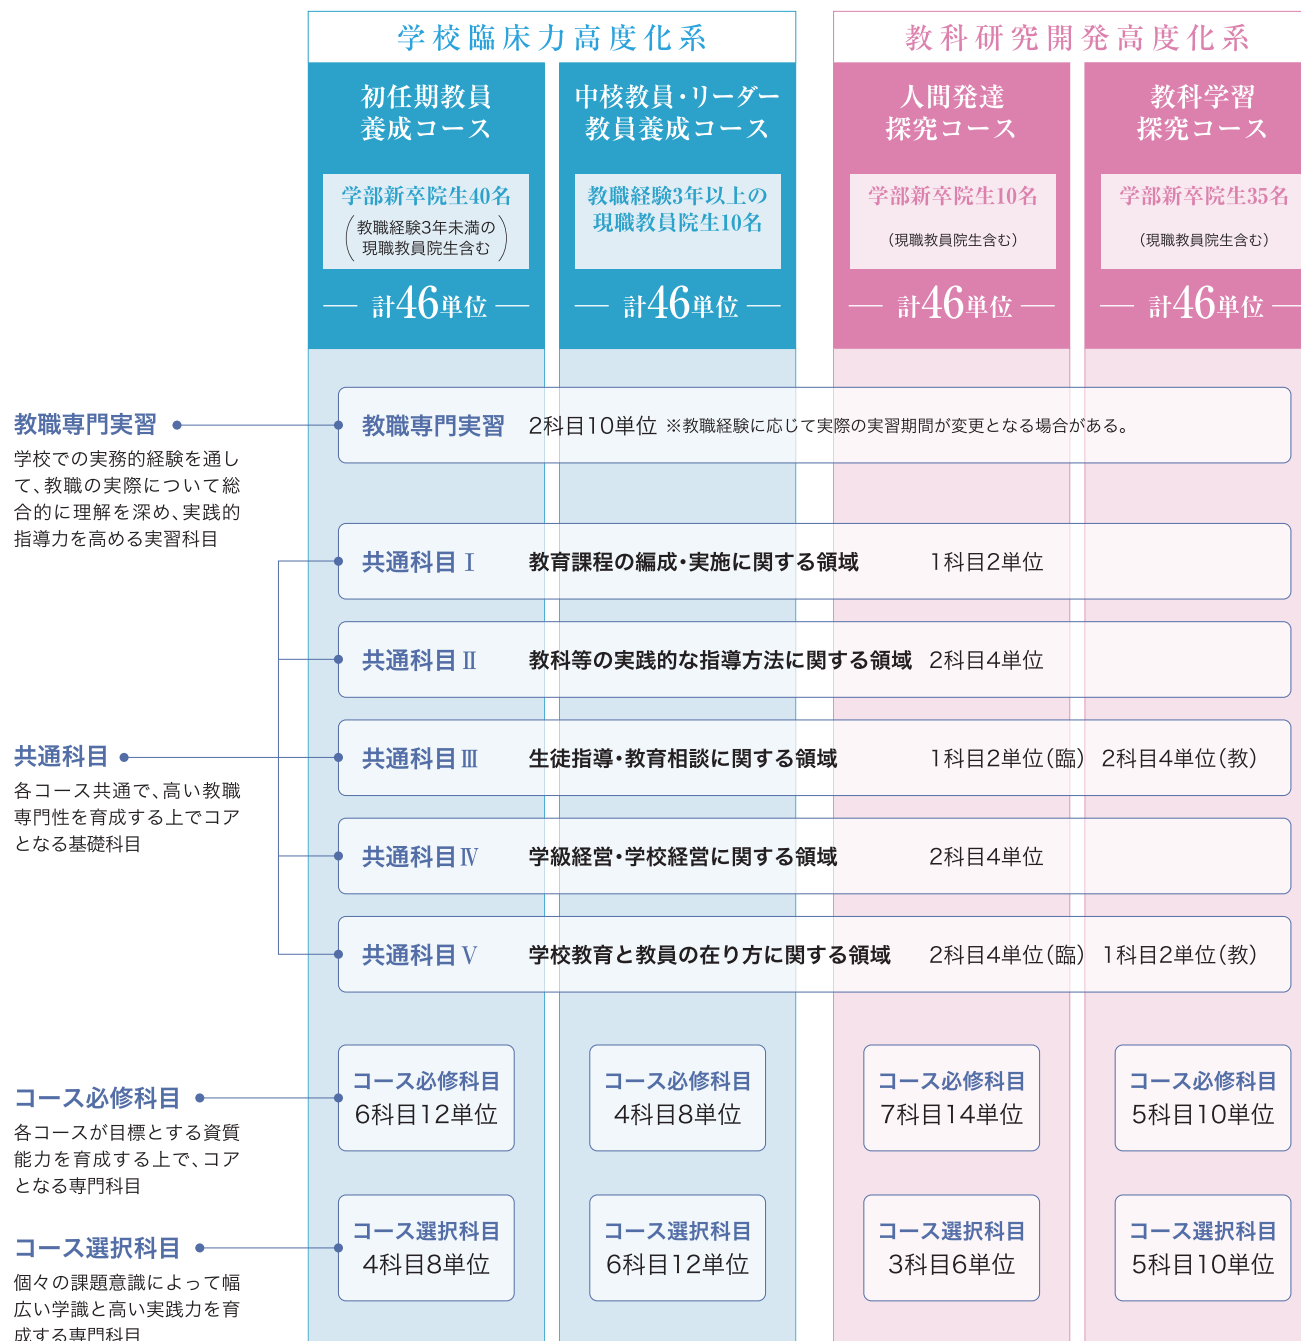 学校臨床力高度化系
教科研究開発高度化系
初任期教員
養成コース
学部新卒院生40名
(教職経験3年未満の
現職教員院生含む)
計46単位
中核教員・リーダー
教員養成コース
教職経験3年以上の
現職教員院生10名
計46単位
人間発達
探究コース
学部新卒院生10名
(現職教員院生含む)
計46単位
教科学習
探究コース
学部新卒院生35名
(現職教員院生含む)
計46単位
教職専門実習
学校での実務的経験を通し
て、教職の実際について総
合的に理解を深め、実践的
指導力を高める実習科目
教職専門実習 2科目10単位 ※教職経験に応じて実際の実習期間が変更となる場合がある。
共通科目
各コース共通で、高い教職
専門性を育成する上でコア
となる基礎科目
共通科目Ⅰ 教育課程の編成・実施に関する領域 1科目2単位
共通科目Ⅱ 教科等の実践的な指導方法に関する領域 2科目4単位
共通科目Ⅲ 生徒指導・教育相談に関する領域 1科目2単位(臨) 2科目4単位(教)
共通科目Ⅳ 学級経営・学校経営に関する領域 2科目4単位
共通科目Ⅴ 学校教育と教員の在り方に関する領域 2科目4単位(臨) 1科目2単位(教)
コース必修科目
各コースが目標とする資質
能力を育成する上で、コア
となる専門科目
コース必修科目
6科目12単位
コース必修科目
4科目8単位
コース必修科目
7科目14単位
コース必修科目
5科目10単位
コース選択科目
個々の課題意識によって幅
広い学識と高い実践力を育
成する専門科目
コース選択科目
4科目8単位
コース選択科目
6科目12単位
コース選択科目
3科目6単位
コース選択科目
5科目10単位